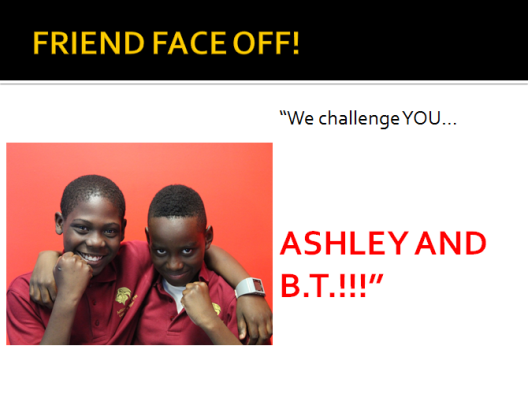 FRIEND FACE OFF!
“We challenge YOU…
ASHLEY AND
B.T.!!!”